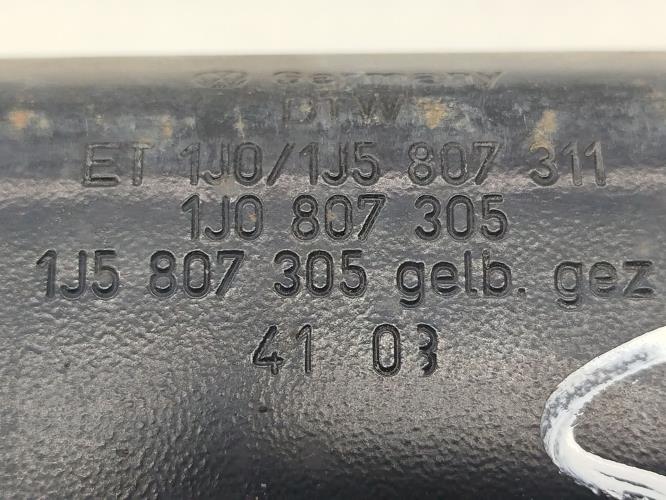 Germany
DTW
ET 1J0/1J5 807 311
1J0 807 305
1J5 807 305 gelb. gez
41 03